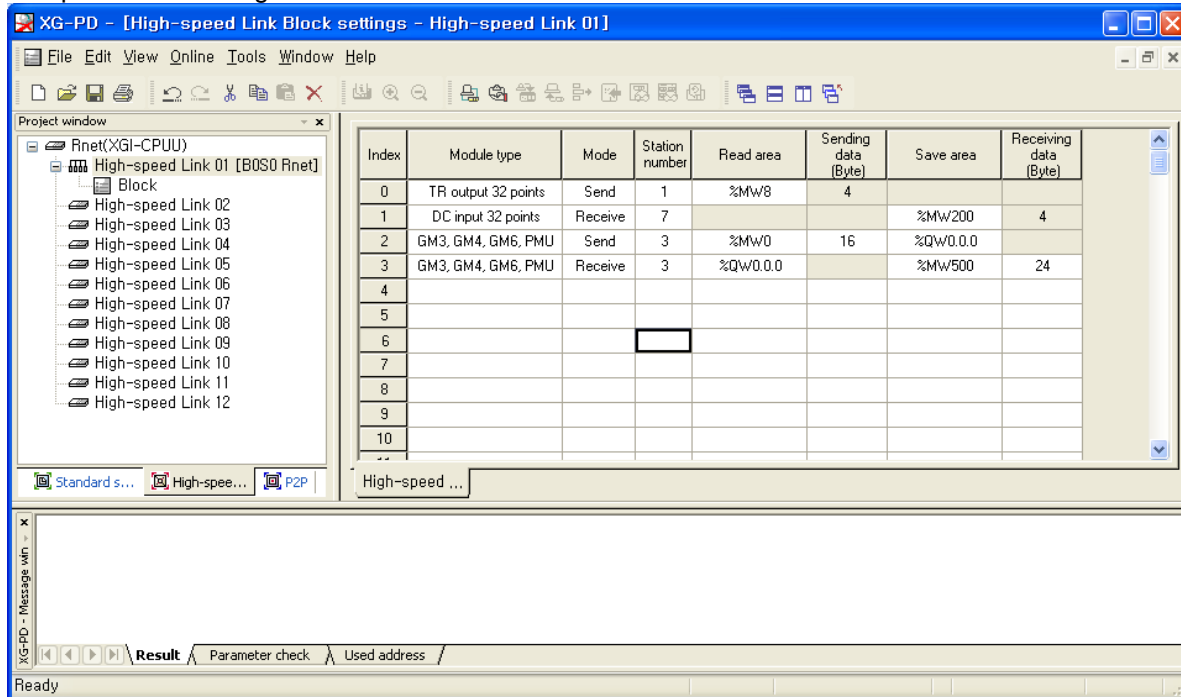 XG-PD - [High-speed Link Block settings - High-speed Link 01]
File Edit View Online Tools Window Help
Project window
Rnet(XGI-CPUU)
High-speed Link 01 [B0S0 Rnet]
Block
High-speed Link 02
High-speed Link 03
High-speed Link 04
High-speed Link 05
High-speed Link 06
High-speed Link 07
High-speed Link 08
High-speed Link 09
High-speed Link 10
High-speed Link 11
High-speed Link 12
Standard s... High-spee... P2P
Index Module type Mode Station number Read area Sending data (Byte) Save area Receiving data (Byte)
0 TR output 32 points Send 1 %MW8 4
1 DC input 32 points Receive 7 %MW200 4
2 GM3, GM4, GM6, PMU Send 3 %MW0 16 %QW0.0.0
3 GM3, GM4, GM6, PMU Receive 3 %QW0.0.0 %MW500 24
4
5
6
7
8
9
10
High-speed ...
XG-PD - Message win
Result Parameter check Used address
Ready